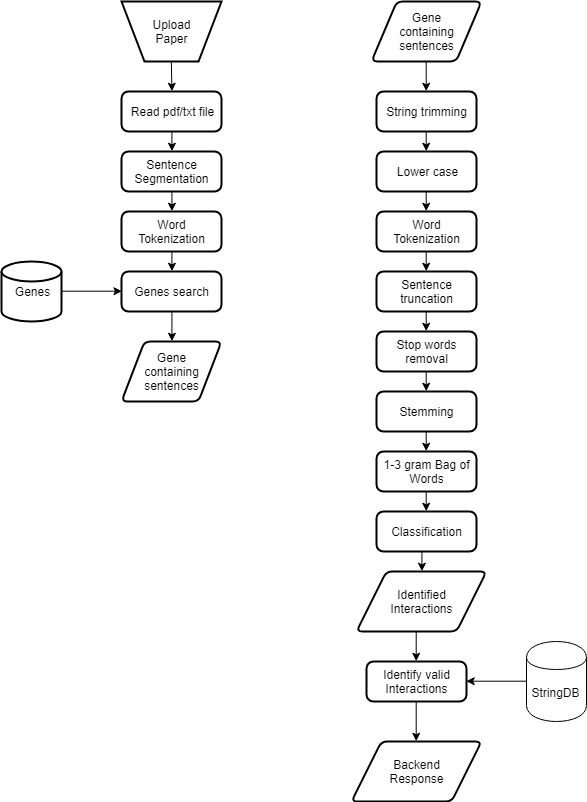 Upload
Paper
Read pdf/txt file
Sentence
Segmentation
Word
Tokenization
Genes
Genes search
Gene
containing
sentences
Gene
containing
sentences
String trimming
Lower case
Word
Tokenization
Sentence
truncation
Stop words
removal
Stemming
1-3 gram Bag of
Words
Classification
Identified
Interactions
Identify valid
Interactions
StringDB
Backend
Response